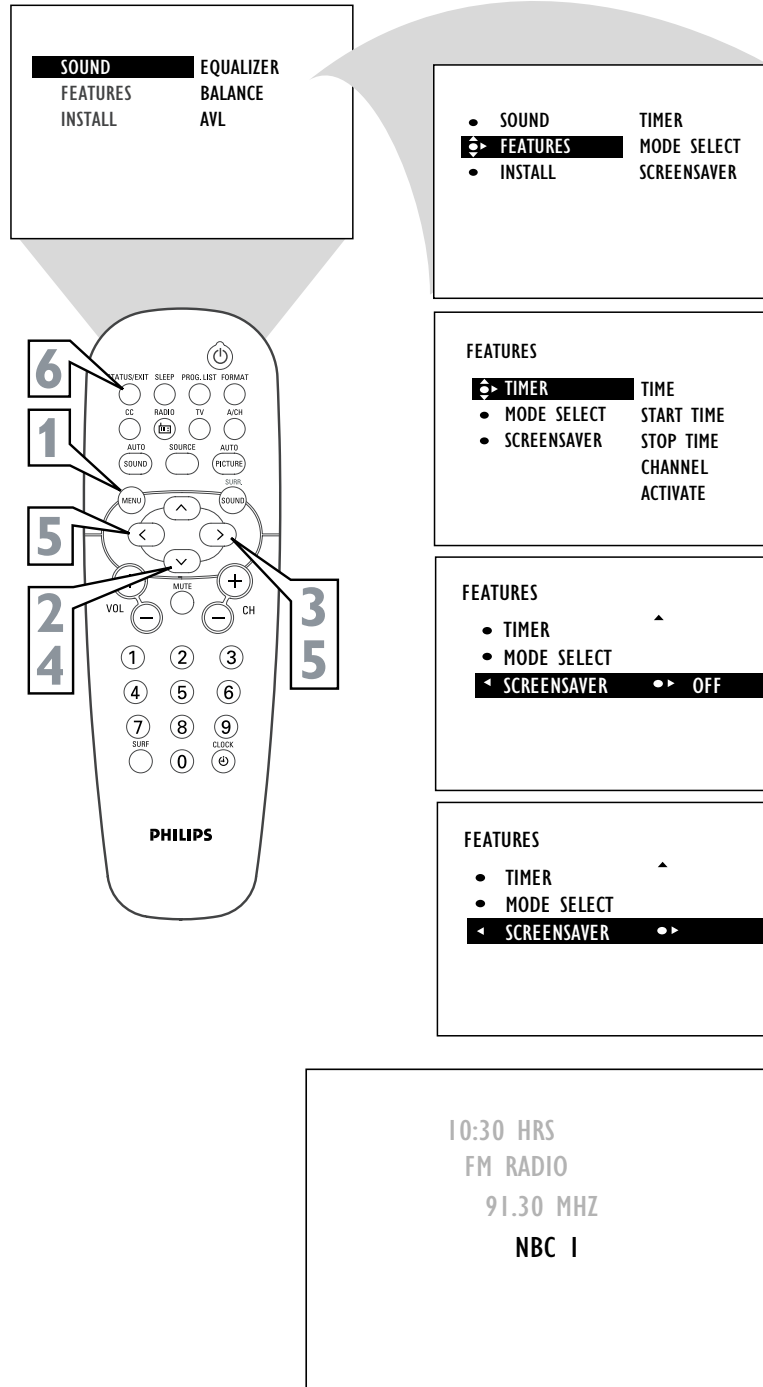 SOUND EQUALIZER
FEATURES BALANCE
INSTALL AVL
SOUND TIMER
FEATURES MODE SELECT
INSTALL SCREENSAVER
FEATURES
TIMER TIME
MODE SELECT START TIME
SCREENSAVER STOP TIME
CHANNEL
ACTIVATE
FEATURES
TIMER
MODE SELECT
SCREENSAVER OFF
FEATURES
TIMER
MODE SELECT
SCREENSAVER
6
1
5
2
4
3
5
TATUS/EXIT SLEEP PROG. LIST FORMAT
CC RADIO TV A/CH
AUTO SOURCE AUTO
SOUND PICTURE
SURR.
MENU SOUND
MUTE
VOL CH
1 2 3
4 5 6
7 8 9
SURF 0 CLOCK
PHILIPS
10:30 HRS
FM RADIO
91.30 MHZ
NBC 1